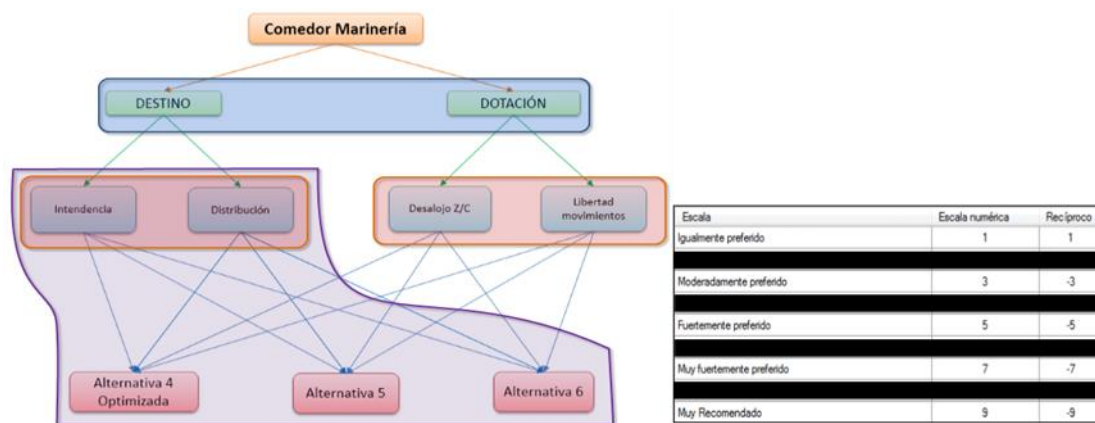 Comedor Marinería
DESTINO
DOTACIÓN
Intendencia
Distribución
Desalojo Z/C
Libertad
movimientos
Alternativa 4
Optimizada
Alternativa 5
Alternativa 6
Escala Escala numérica Recíproco
Igualmente preferido 1 1
Moderadamente preferido 3 -3
Fuertemente preferido 5 -5
Muy fuertemente preferido 7 -7
Muy Recomendado 9 -9